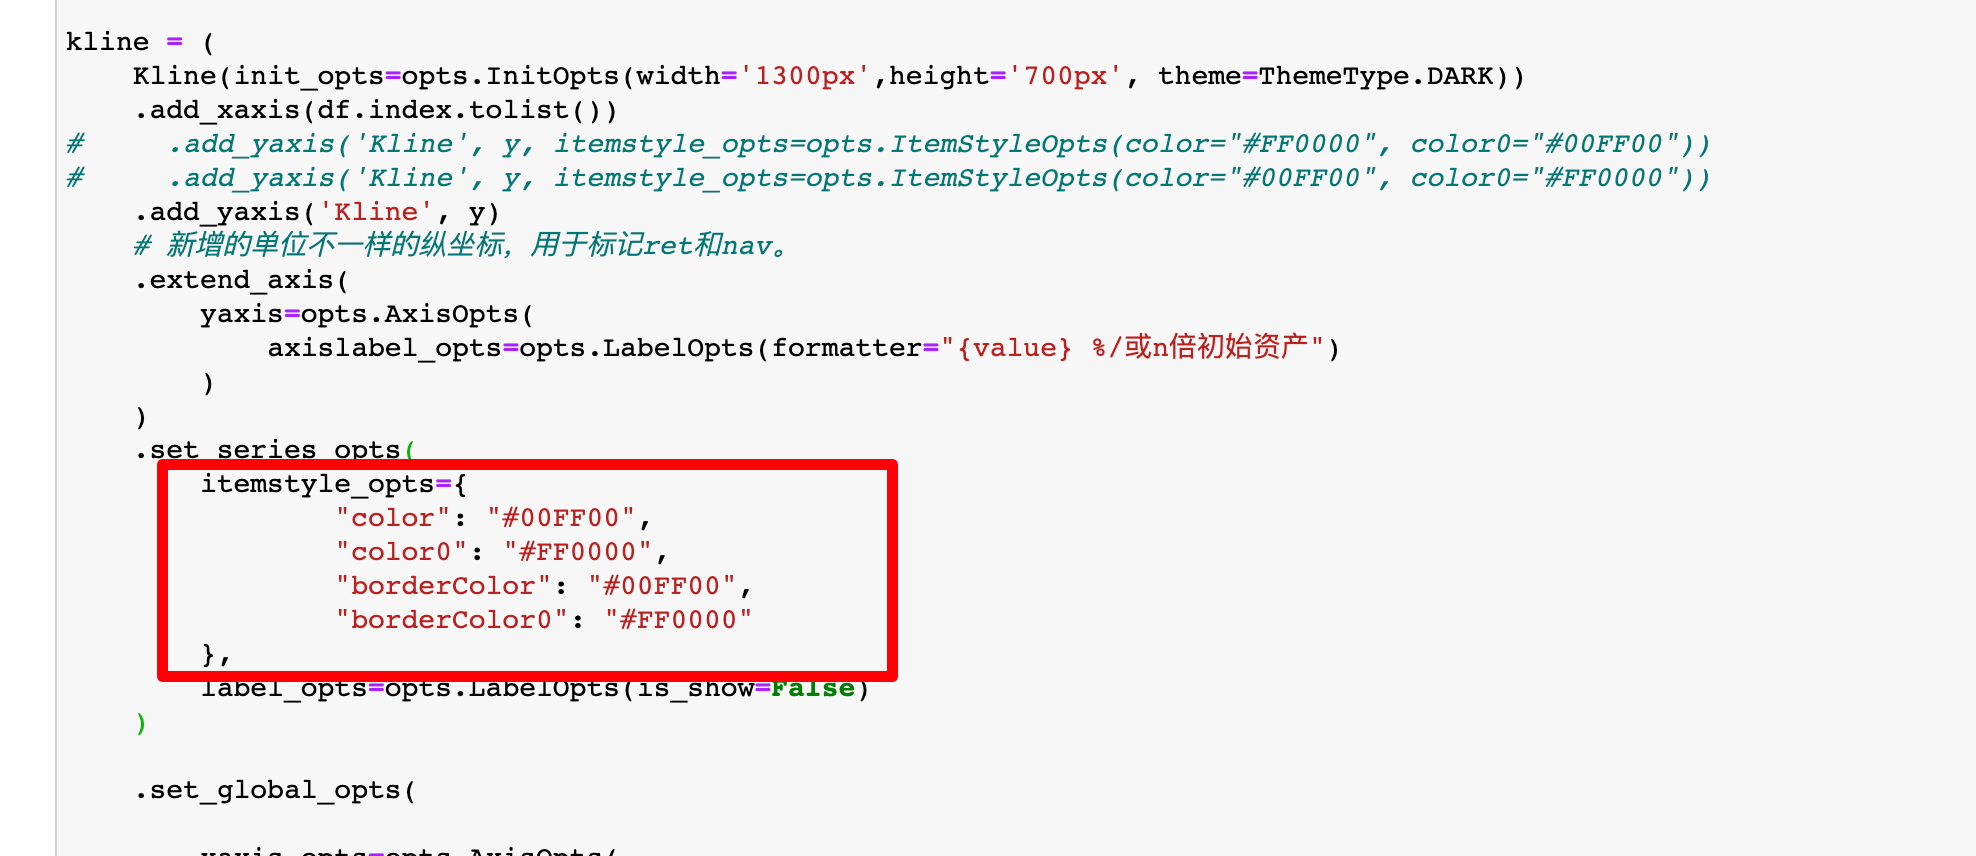 kline = (
    Kline(init_opts=opts.InitOpts(width='1300px',height='700px', theme=ThemeType.DARK))
    .add_xaxis(df.index.tolist())
#     .add_yaxis('Kline', y, itemstyle_opts=opts.ItemStyleOpts(color="#FF0000", color0="#00FF00"))
#     .add_yaxis('Kline', y, itemstyle_opts=opts.ItemStyleOpts(color="#00FF00", color0="#FF0000"))
    .add_yaxis('Kline', y)
    # 新增的单位不一样的纵坐标，用于标记ret和nav。
    .extend_axis(
        yaxis=opts.AxisOpts(
            axislabel_opts=opts.LabelOpts(formatter="{value} %/或n倍初始资产")
        )
    )
    .set_series_opts(
        itemstyle_opts={
                "color": "#00FF00",
                "color0": "#FF0000",
                "borderColor": "#00FF00",
                "borderColor0": "#FF0000"
        },
        label_opts=opts.LabelOpts(is_show=False)
    )
    .set_global_opts(
        yaxis_opts=opts.AxisOpts(